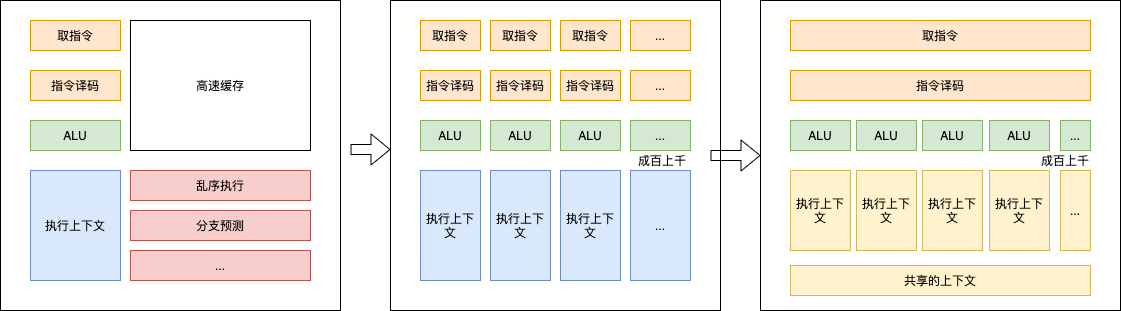 取指令
高速缓存
指令译码
ALU
执行上下文
乱序执行
分支预测
...
取指令
取指令
取指令
...
指令译码
指令译码
指令译码
...
ALU
ALU
ALU
...
成百上千
执行上下
文
执行上下
文
执行上下
文
...
取指令
指令译码
ALU
ALU
ALU
ALU
...
成百上千
执行上下
文
执行上下
文
执行上下
文
执行上下
文
...
共享的上下文